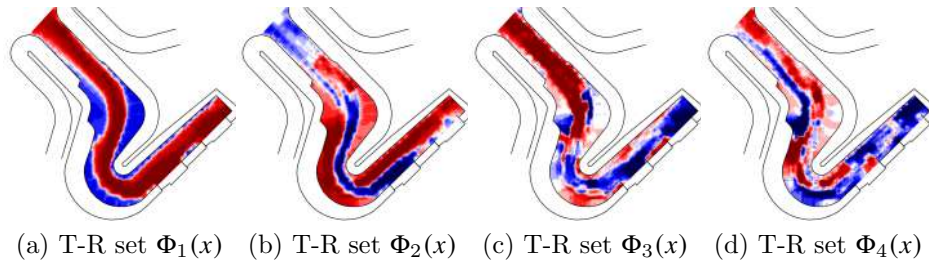 (a) T-R set Φ₁(x) (b) T-R set Φ₂(x) (c) T-R set Φ₃(x) (d) T-R set Φ₄(x)